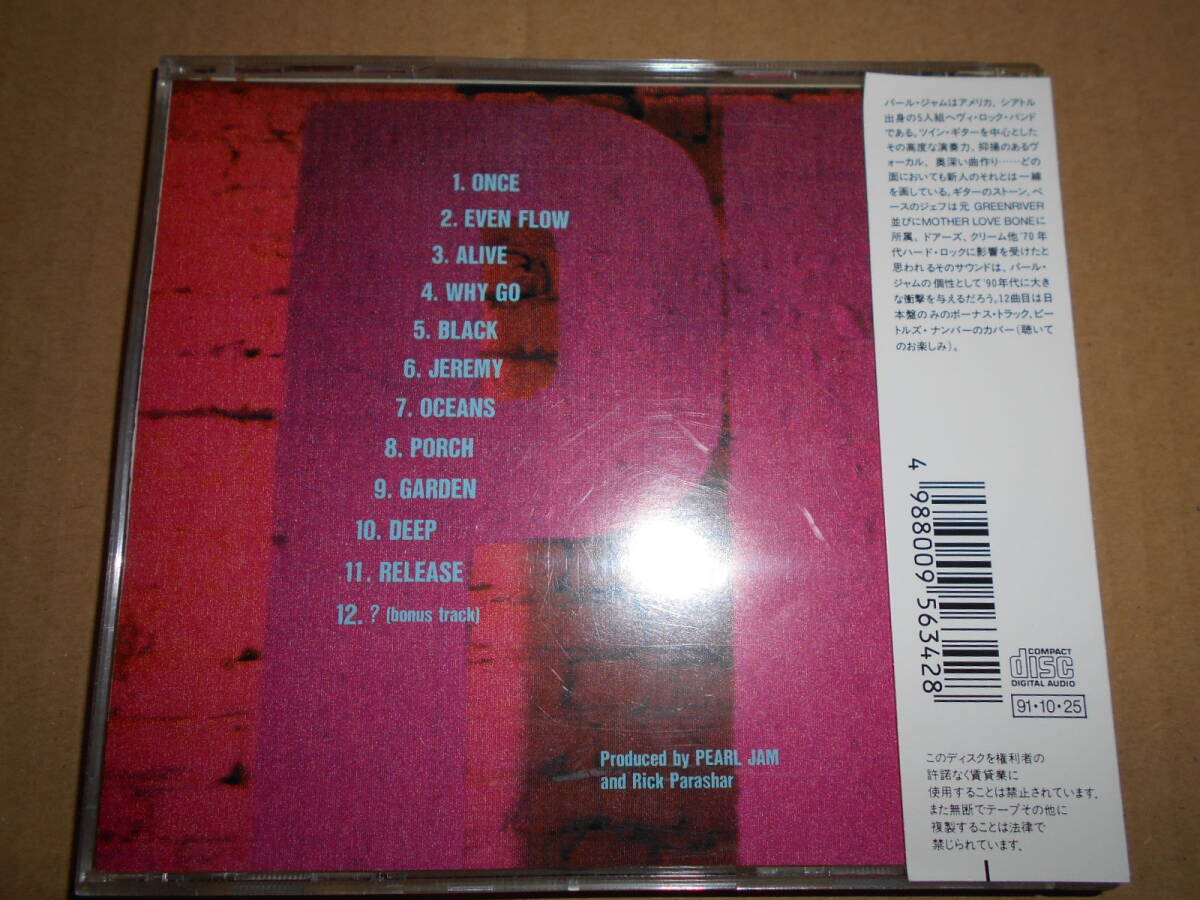 1. ONCE
2. EVEN FLOW
3. ALIVE
4. WHY GO
5. BLACK
6. JEREMY
7. OCEANS
8. PORCH
9. GARDEN
10. DEEP
11. RELEASE
12. ? (bonus track)
Produced by PEARL JAM
and Rick Parashar
パール・ジャムはアメリカ、シアトル
出身の5人組ヘヴィ・ロック・バンド
である。ツイン・ギターを中心とした
その高度な演奏力、抑揚のあるヴ
ォーカル、奥深い曲作り……どの
面においても新人のそれとは一線
を画している。ギターのストーン、ベ
ースのジェフは元 GREENRIVER
並びにMOTHER LOVE BONEに
所属。ドアーズ、クリーム他'70年
代ハード・ロックに影響を受けたと
思われるそのサウンドは、パール・
ジャムの個性として'90年代に大き
な衝撃を与えるだろう。12曲目は日
本盤のみのボーナス・トラック、ビー
トルズ・ナンバーのカバー（聴いて
のお楽しみ）。
4 988009 563428
COMPACT
disc
DIGITAL AUDIO
91・10・25
このディスクを権利者の
許諾なく賃貸業に
使用することは禁止されています。
また無断でテープその他に
複製することは法律で
禁じられています。